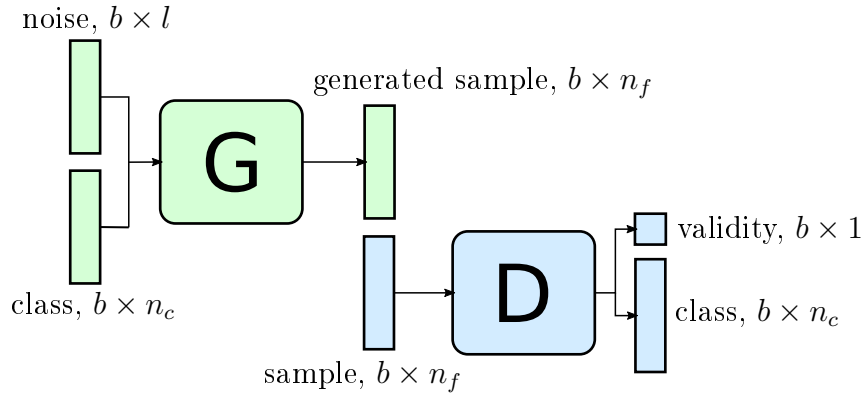 noise, b × l
generated sample, b × n_f
G
validity, b × 1
D
class, b × n_c
class, b × n_c
sample, b × n_f